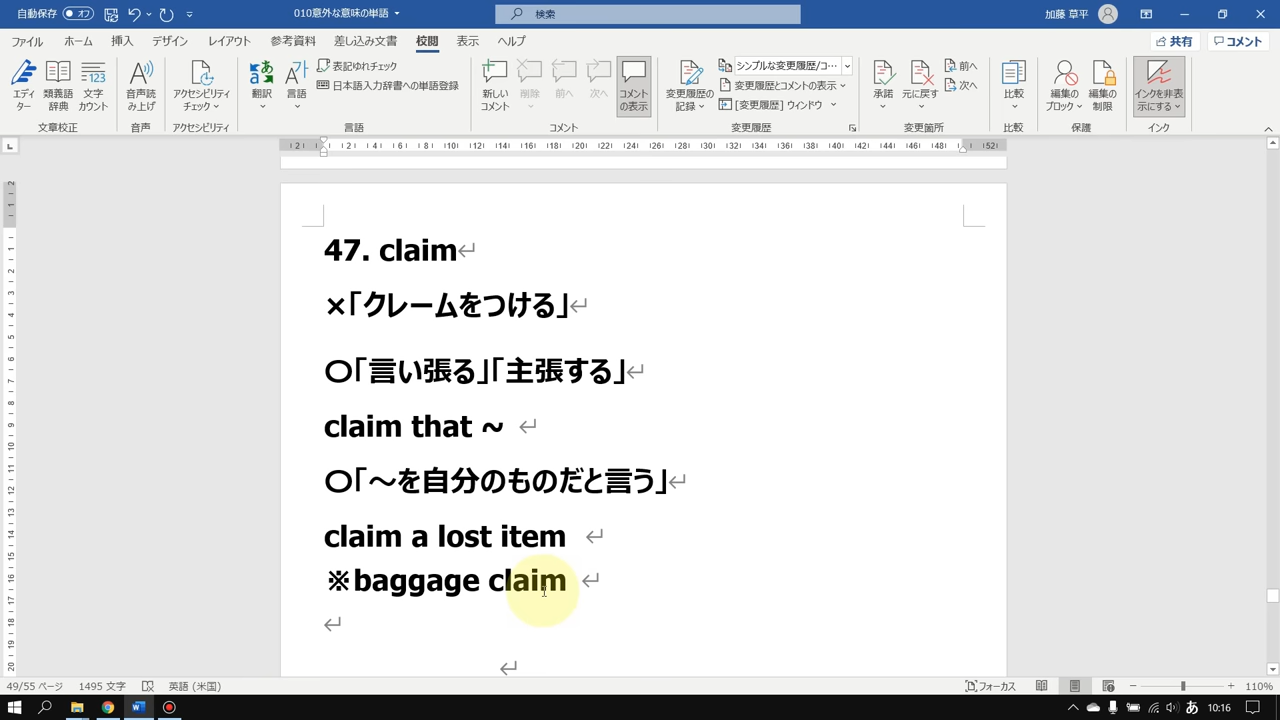 自動保存 オフ 010意外な意味の単語 検索 加藤 草平
ファイル ホーム 挿入 デザイン レイアウト 参考資料 差し込み文書 校閲 表示 ヘルプ 共有 コメント
エディター 類義語辞典 文字カウント 音声読み上げ アクセシビリティチェック 翻訳 言語 表記ゆれチェック 日本語入力辞書への単語登録 新しいコメント 削除 前へ 次へ コメントの表示 変更履歴の記録 シンプルな変更履歴/コ… 変更履歴とコメントの表示 [変更履歴] ウィンドウ 承諾 元に戻す 前へ 次へ 比較 編集のブロック 編集の制限 インクを非表示にする
文章校正 音声 アクセシビリティ 言語 コメント 変更履歴 変更箇所 比較 保護 インク
47. claim
×「クレームをつける」
〇「言い張る」「主張する」
claim that ~
〇「～を自分のものだと言う」
claim a lost item
※baggage claim
49/55 ページ 1495 文字 英語 (米国) フォーカス 110%
あ 10:16